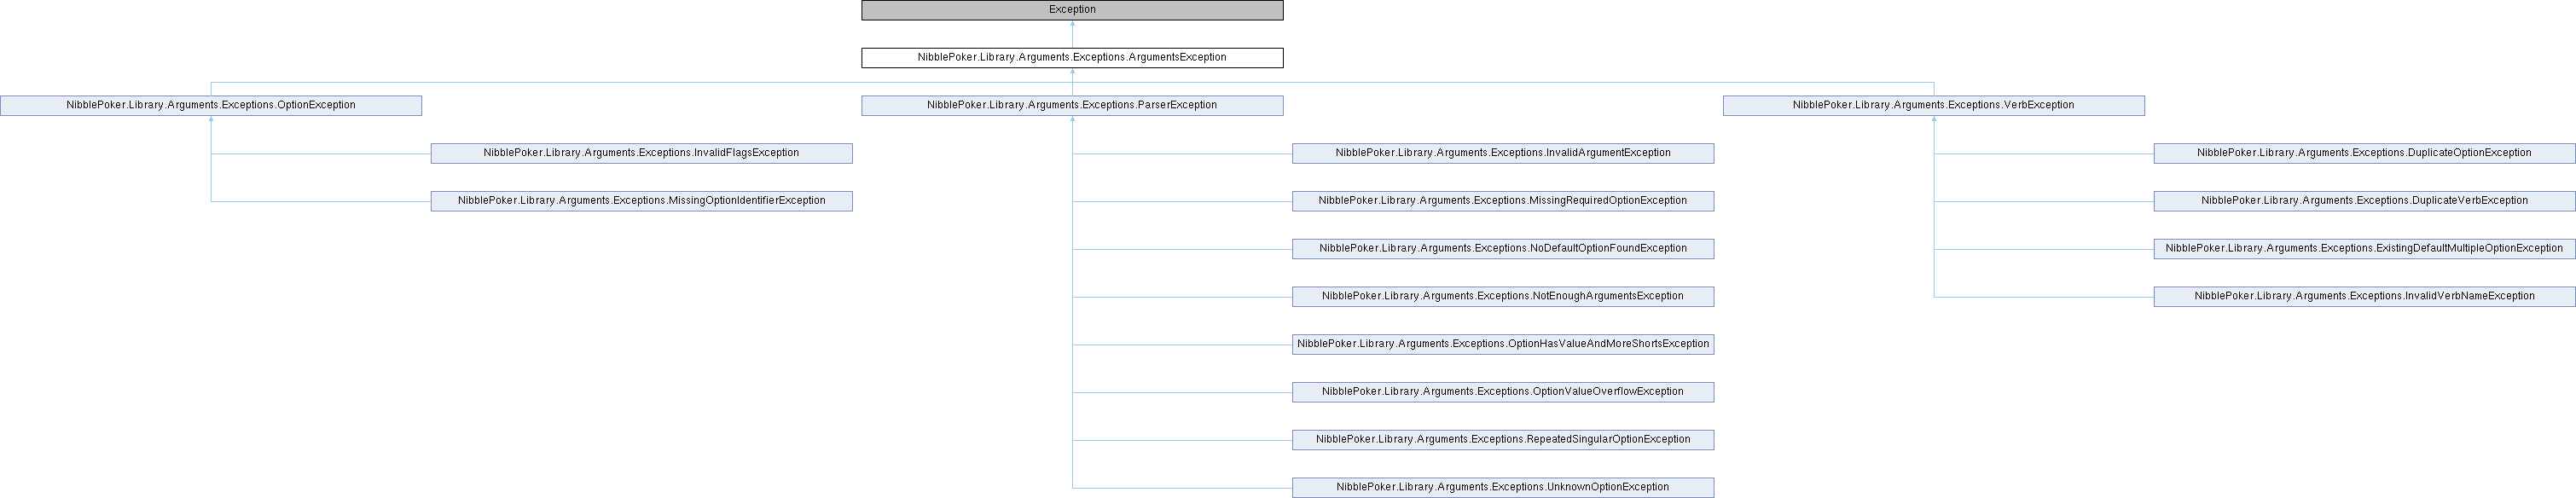 Exception
NibblePoker.Library.Arguments.Exceptions.ArgumentsException
NibblePoker.Library.Arguments.Exceptions.OptionException
NibblePoker.Library.Arguments.Exceptions.ParserException
NibblePoker.Library.Arguments.Exceptions.VerbException
NibblePoker.Library.Arguments.Exceptions.InvalidFlagsException
NibblePoker.Library.Arguments.Exceptions.InvalidArgumentException
NibblePoker.Library.Arguments.Exceptions.DuplicateOptionException
NibblePoker.Library.Arguments.Exceptions.MissingOptionIdentifierException
NibblePoker.Library.Arguments.Exceptions.MissingRequiredOptionException
NibblePoker.Library.Arguments.Exceptions.DuplicateVerbException
NibblePoker.Library.Arguments.Exceptions.NoDefaultOptionFoundException
NibblePoker.Library.Arguments.Exceptions.ExistingDefaultMultipleOptionException
NibblePoker.Library.Arguments.Exceptions.NotEnoughArgumentsException
NibblePoker.Library.Arguments.Exceptions.InvalidVerbNameException
NibblePoker.Library.Arguments.Exceptions.OptionHasValueAndMoreShortsException
NibblePoker.Library.Arguments.Exceptions.OptionValueOverflowException
NibblePoker.Library.Arguments.Exceptions.RepeatedSingularOptionException
NibblePoker.Library.Arguments.Exceptions.UnknownOptionException